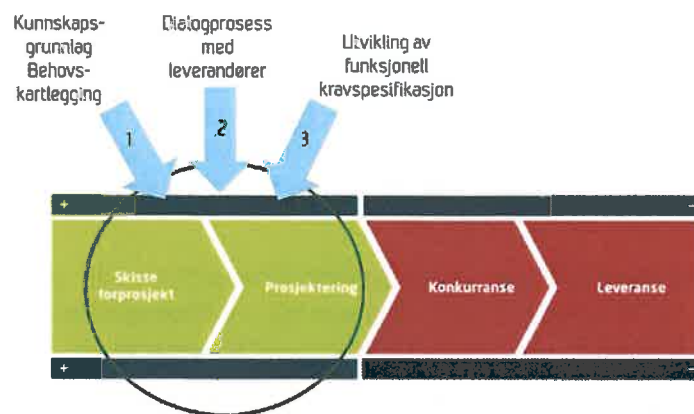 Kunnskaps-
grunnlag
Behovs-
kartlegging
Dialogprosess
med
leverandører
Utvikling av
funksjonell
kravspesifikasjon
1
2
3
+
-
Skisse
forprosjekt
Prosjektering
Konkurranse
Leveranse
+
-